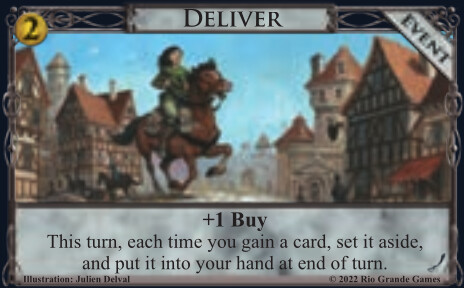 2
DELIVER
EVENT
+1 Buy
This turn, each time you gain a card, set it aside,
and put it into your hand at end of turn.
Illustration: Julien Delval
© 2022 Rio Grande Games